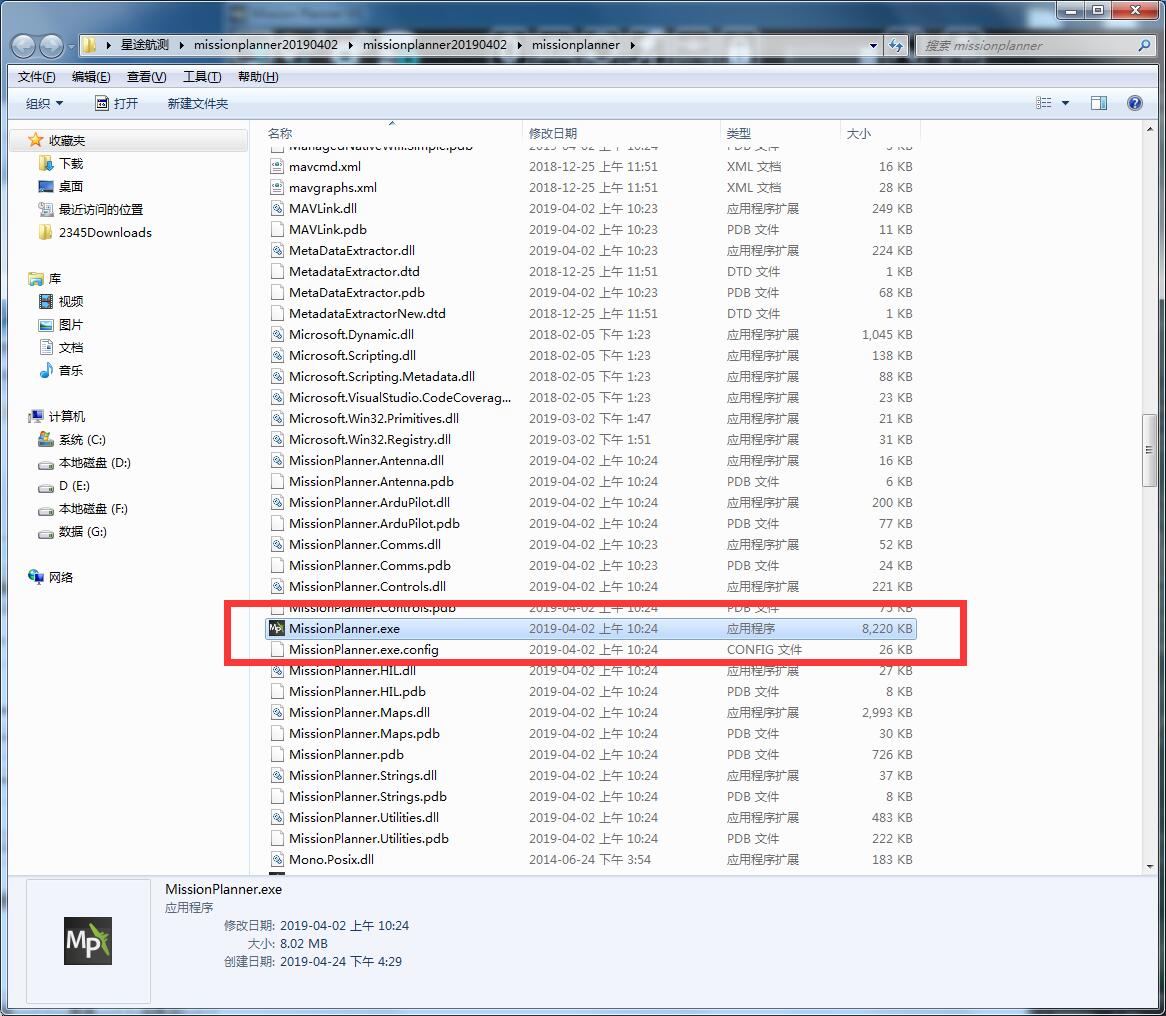 Mission Planner
星途航测 missionplanner20190402 missionplanner20190402 missionplanner 搜索 missionplanner
文件(F) 编辑(E) 查看(V) 工具(T) 帮助(H)
组织 打开 新建文件夹
收藏夹
下载
桌面
最近访问的位置
2345Downloads
库
视频
图片
文档
音乐
计算机
系统 (C:)
本地磁盘 (D:)
D (E:)
本地磁盘 (F:)
数据 (G:)
网络
名称 修改日期 类型 大小
mavcmd.xml 2018-12-25 上午 11:51 XML 文档 16 KB
mavgraphs.xml 2018-12-25 上午 11:51 XML 文档 28 KB
MAVLink.dll 2019-04-02 上午 10:23 应用程序扩展 249 KB
MAVLink.pdb 2019-04-02 上午 10:23 PDB 文件 11 KB
MetaDataExtractor.dll 2019-04-02 上午 10:23 应用程序扩展 224 KB
MetadataExtractor.dtd 2018-12-25 上午 11:51 DTD 文件 1 KB
MetaDataExtractor.pdb 2019-04-02 上午 10:23 PDB 文件 68 KB
MetadataExtractorNew.dtd 2018-12-25 上午 11:51 DTD 文件 1 KB
Microsoft.Dynamic.dll 2018-02-05 下午 1:23 应用程序扩展 1,045 KB
Microsoft.Scripting.dll 2018-02-05 下午 1:23 应用程序扩展 138 KB
Microsoft.Scripting.Metadata.dll 2018-02-05 下午 1:23 应用程序扩展 88 KB
Microsoft.VisualStudio.CodeCoverag... 2018-02-05 下午 1:23 应用程序扩展 23 KB
Microsoft.Win32.Primitives.dll 2019-03-02 下午 1:47 应用程序扩展 21 KB
Microsoft.Win32.Registry.dll 2019-03-02 下午 1:51 应用程序扩展 31 KB
MissionPlanner.Antenna.dll 2019-04-02 上午 10:24 应用程序扩展 16 KB
MissionPlanner.Antenna.pdb 2019-04-02 上午 10:24 PDB 文件 6 KB
MissionPlanner.ArduPilot.dll 2019-04-02 上午 10:24 应用程序扩展 200 KB
MissionPlanner.ArduPilot.pdb 2019-04-02 上午 10:24 PDB 文件 77 KB
MissionPlanner.Comms.dll 2019-04-02 上午 10:23 应用程序扩展 52 KB
MissionPlanner.Comms.pdb 2019-04-02 上午 10:23 PDB 文件 24 KB
MissionPlanner.Controls.dll 2019-04-02 上午 10:24 应用程序扩展 221 KB
MissionPlanner.Controls.pdb 2019-04-02 上午 10:24 PDB 文件 75 KB
MissionPlanner.exe 2019-04-02 上午 10:24 应用程序 8,220 KB
MissionPlanner.exe.config 2019-04-02 上午 10:24 CONFIG 文件 26 KB
MissionPlanner.HIL.dll 2019-04-02 上午 10:24 应用程序扩展 27 KB
MissionPlanner.HIL.pdb 2019-04-02 上午 10:24 PDB 文件 8 KB
MissionPlanner.Maps.dll 2019-04-02 上午 10:24 应用程序扩展 2,993 KB
MissionPlanner.Maps.pdb 2019-04-02 上午 10:24 PDB 文件 30 KB
MissionPlanner.pdb 2019-04-02 上午 10:24 PDB 文件 726 KB
MissionPlanner.Strings.dll 2019-04-02 上午 10:24 应用程序扩展 37 KB
MissionPlanner.Strings.pdb 2019-04-02 上午 10:24 PDB 文件 8 KB
MissionPlanner.Utilities.dll 2019-04-02 上午 10:24 应用程序扩展 483 KB
MissionPlanner.Utilities.pdb 2019-04-02 上午 10:24 PDB 文件 222 KB
Mono.Posix.dll 2014-06-24 下午 3:54 应用程序扩展 183 KB
Mp
MissionPlanner.exe
应用程序
修改日期: 2019-04-02 上午 10:24
大小: 8.02 MB
创建日期: 2019-04-24 下午 4:29